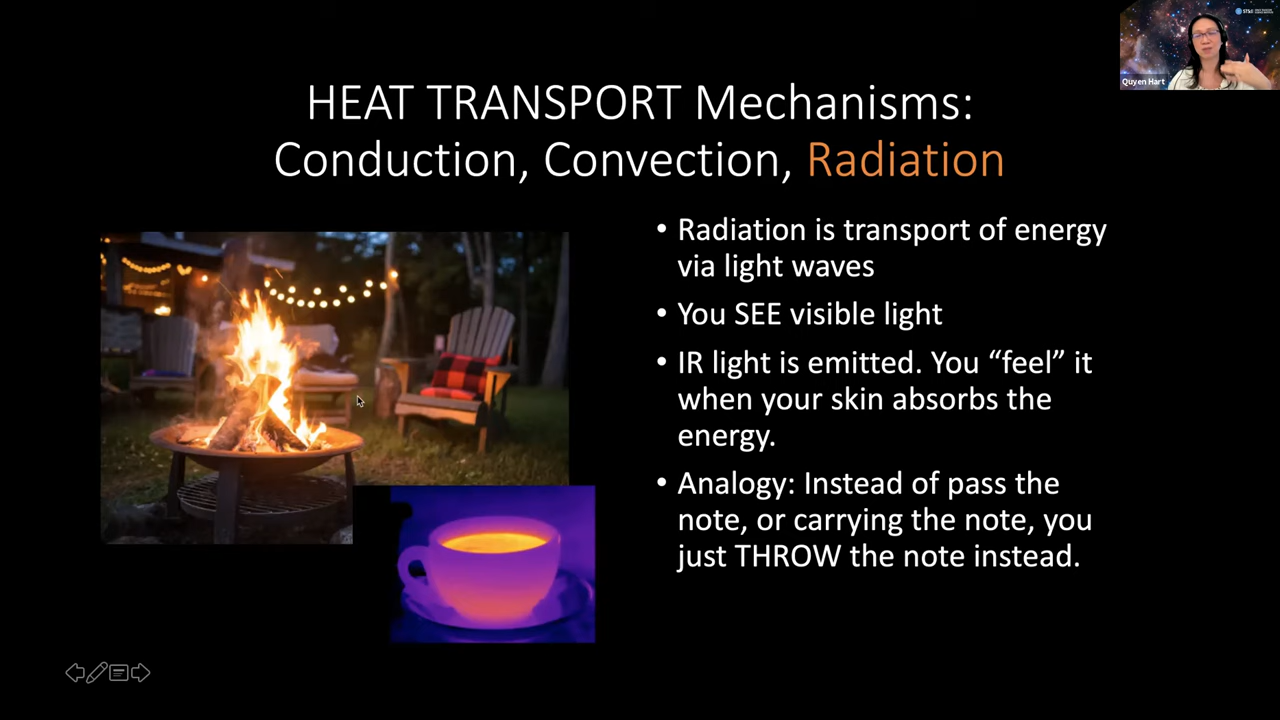 STScI
Quyen Hart
HEAT TRANSPORT Mechanisms:
Conduction, Convection, Radiation
• Radiation is transport of energy
via light waves
• You SEE visible light
• IR light is emitted. You “feel” it
when your skin absorbs the
energy.
• Analogy: Instead of pass the
note, or carrying the note, you
just THROW the note instead.